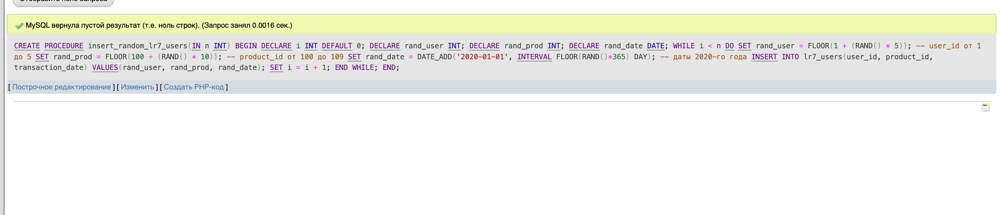 Отобразить поле запроса
MySQL вернула пустой результат (т.е. ноль строк). (Запрос занял 0.0016 сек.)
CREATE PROCEDURE insert_random_lr7_users(IN n INT) BEGIN DECLARE i INT DEFAULT 0; DECLARE rand_user INT; DECLARE rand_prod INT; DECLARE rand_date DATE; WHILE i < n DO SET rand_user = FLOOR(1 + (RAND() * 5)); -- user_id от 1
до 5 SET rand_prod = FLOOR(100 + (RAND() * 10)); -- product_id от 100 до 109 SET rand_date = DATE_ADD('2020-01-01', INTERVAL FLOOR(RAND()*365) DAY); -- даты 2020-го года INSERT INTO lr7_users(user_id, product_id,
transaction_date) VALUES(rand_user, rand_prod, rand_date); SET i = i + 1; END WHILE; END;
[ Построчное редактирование ] [ Изменить ] [ Создать PHP-код ]